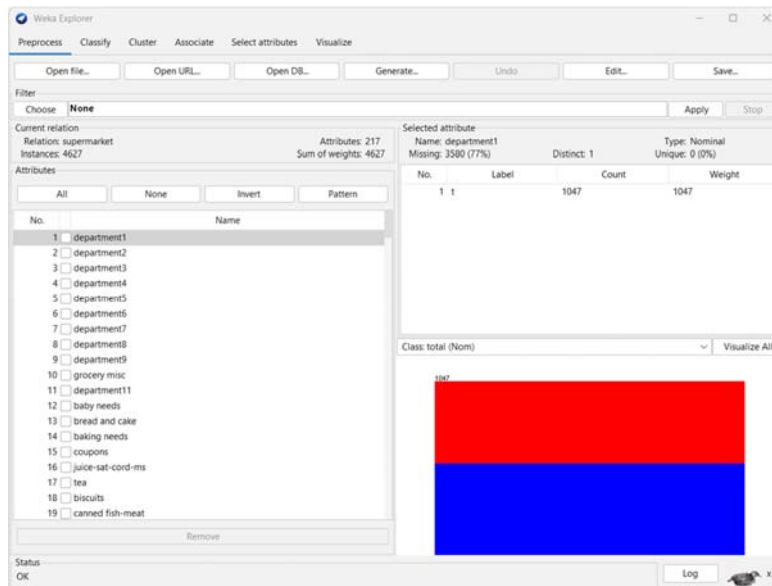 Weka Explorer
Preprocess Classify Cluster Associate Select attributes Visualize
Open file... Open URL... Open DB... Generate... Undo Edit... Save...
Filter
Choose None Apply Stop
Current relation
Relation: supermarket Attributes: 217
Instances: 4627 Sum of weights: 4627
Selected attribute
Name: department1 Type: Nominal
Missing: 3580 (77%) Distinct: 1 Unique: 0 (0%)
Attributes
All None Invert Pattern
No. Name
1 department1
2 department2
3 department3
4 department4
5 department5
6 department6
7 department7
8 department8
9 department9
10 grocery misc
11 department11
12 baby needs
13 bread and cake
14 baking needs
15 coupons
16 juice-sat-cord-ms
17 tea
18 biscuits
19 canned fish-meat
Remove
No. Label Count Weight
1 t 1047 1047
Class: total (Nom) Visualize All
1047
Status
OK
Log x